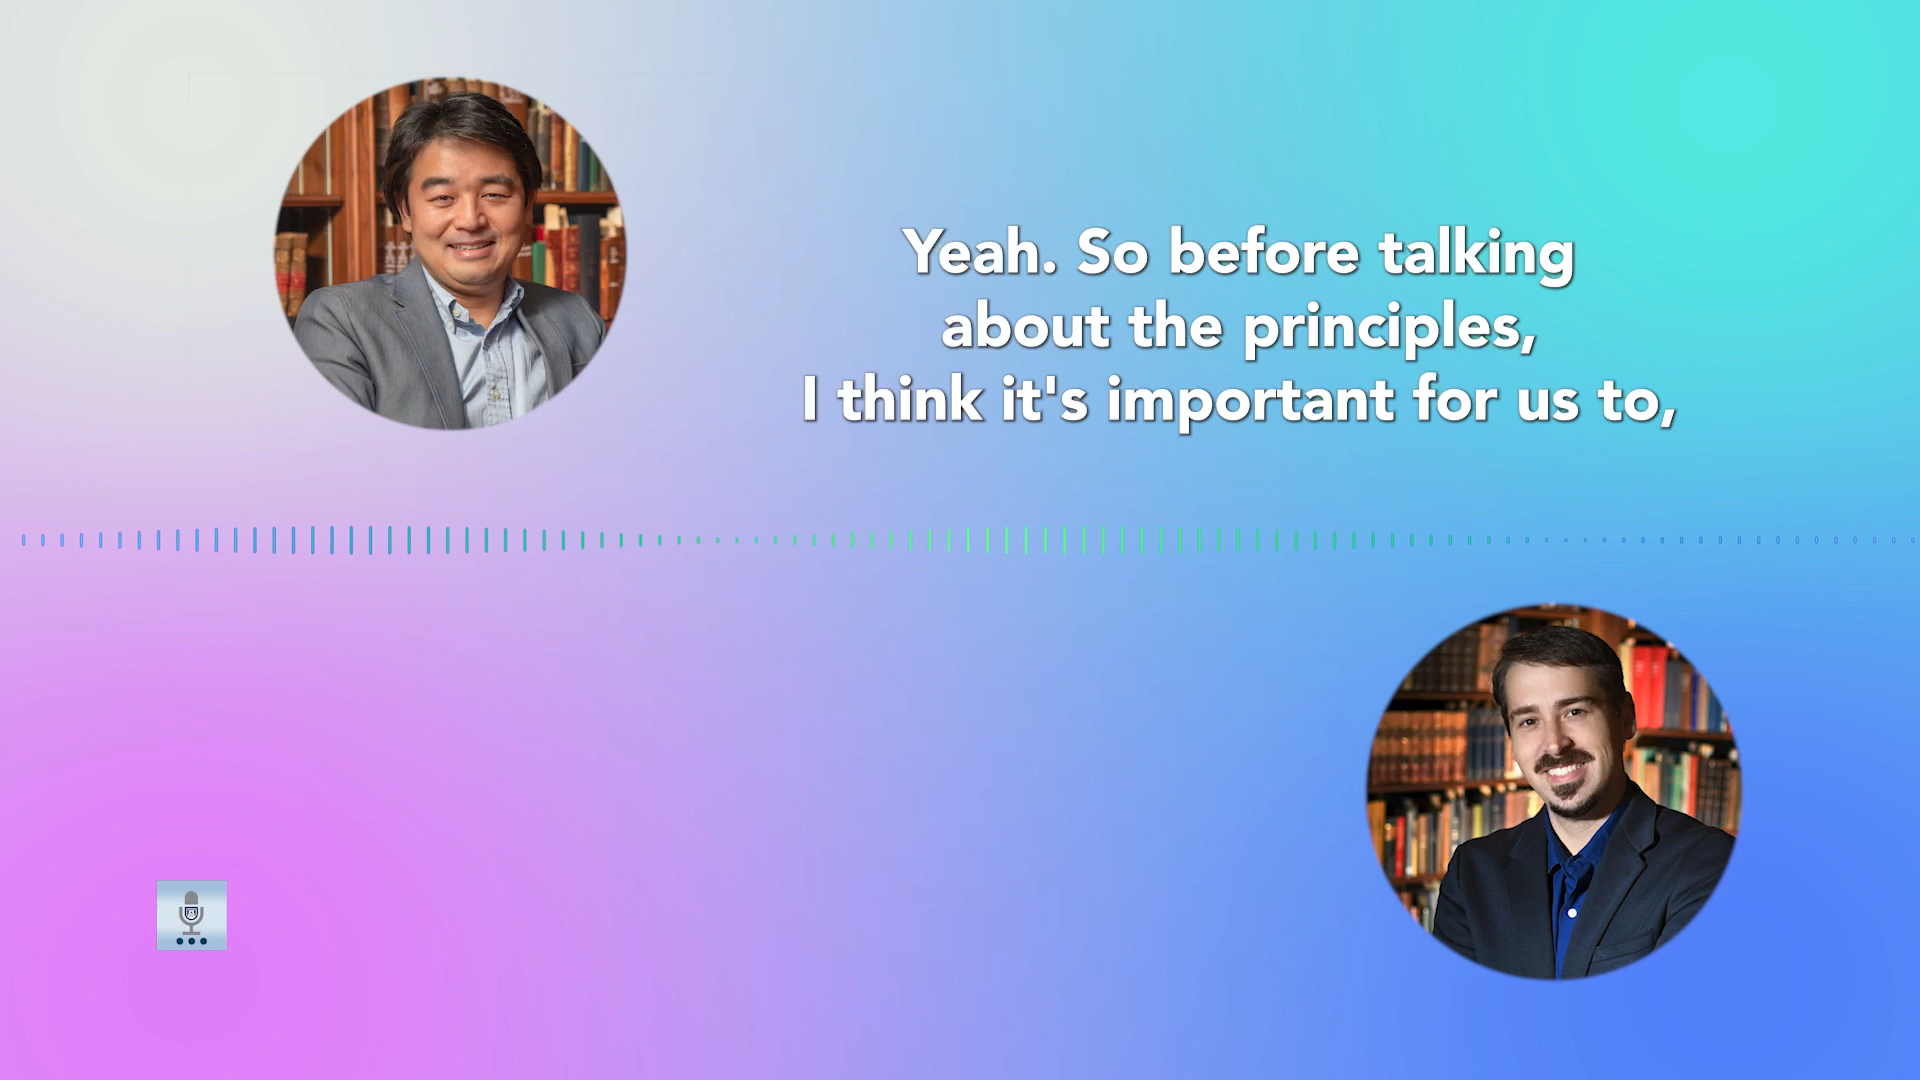 Yeah. So before talking
about the principles,
I think it's important for us to,